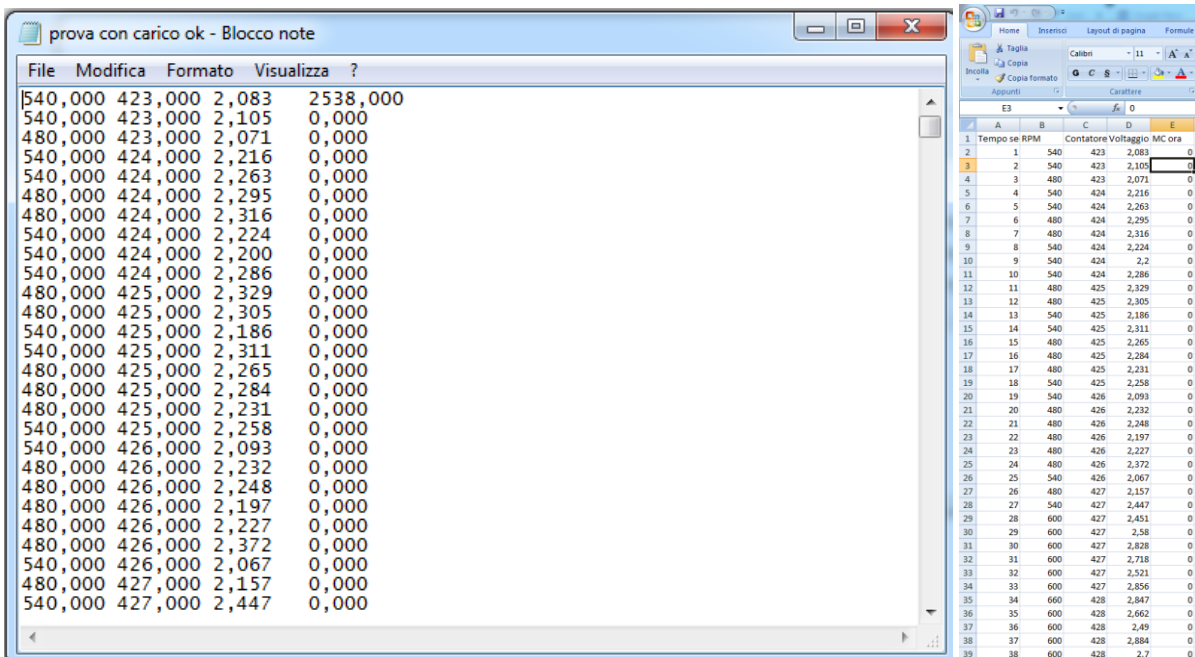 prova con carico ok - Blocco note
File Modifica Formato Visualizza ?
540,000 423,000 2,083 2538,000
540,000 423,000 2,105 0,000
480,000 423,000 2,071 0,000
540,000 424,000 2,216 0,000
540,000 424,000 2,263 0,000
480,000 424,000 2,295 0,000
480,000 424,000 2,316 0,000
540,000 424,000 2,224 0,000
540,000 424,000 2,200 0,000
540,000 424,000 2,286 0,000
480,000 425,000 2,329 0,000
480,000 425,000 2,305 0,000
540,000 425,000 2,186 0,000
540,000 425,000 2,311 0,000
480,000 425,000 2,265 0,000
480,000 425,000 2,284 0,000
480,000 425,000 2,231 0,000
540,000 425,000 2,258 0,000
540,000 426,000 2,093 0,000
480,000 426,000 2,232 0,000
480,000 426,000 2,248 0,000
480,000 426,000 2,197 0,000
480,000 426,000 2,227 0,000
480,000 426,000 2,372 0,000
540,000 426,000 2,067 0,000
480,000 427,000 2,157 0,000
540,000 427,000 2,447 0,000
Home Inserisci Layout di pagina Formule
Incolla
Taglia
Copia
Copia formato
Appunti
Calibri 11 A A
G C S A
Carattere
E3 fx 0
A B C D E
1 Tempo se RPM Contatore Voltaggio MC ora
2 1 540 423 2,083 0
3 2 540 423 2,105 0
4 3 480 423 2,071 0
5 4 540 424 2,216 0
6 5 540 424 2,263 0
7 6 480 424 2,295 0
8 7 480 424 2,316 0
9 8 540 424 2,224 0
10 9 540 424 2,2 0
11 10 540 424 2,286 0
12 11 480 425 2,329 0
13 12 480 425 2,305 0
14 13 540 425 2,186 0
15 14 540 425 2,311 0
16 15 480 425 2,265 0
17 16 480 425 2,284 0
18 17 480 425 2,231 0
19 18 540 425 2,258 0
20 19 540 426 2,093 0
21 20 480 426 2,232 0
22 21 480 426 2,248 0
23 22 480 426 2,197 0
24 23 480 426 2,227 0
25 24 480 426 2,372 0
26 25 540 426 2,067 0
27 26 480 427 2,157 0
28 27 540 427 2,447 0
29 28 600 427 2,451 0
30 29 600 427 2,58 0
31 30 600 427 2,828 0
32 31 600 427 2,718 0
33 32 600 427 2,521 0
34 33 600 427 2,856 0
35 34 660 428 2,847 0
36 35 600 428 2,662 0
37 36 600 428 2,49 0
38 37 600 428 2,884 0
39 38 600 428 2,7 0